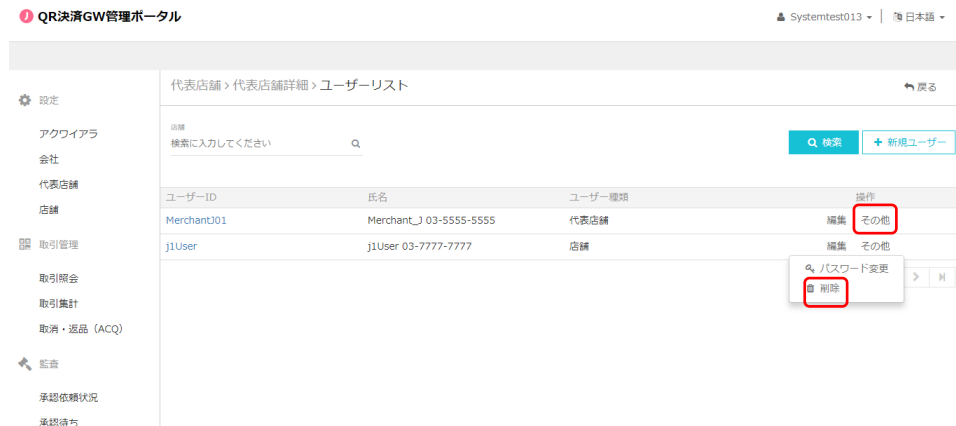 QR決済GW管理ポータル
Systemtest013
日本語
代表店舗 > 代表店舗詳細 > ユーザーリスト
戻る
設定
アクワイアラ
会社
代表店舗
店舗
取引管理
取引照会
取引集計
取消・返品（ACQ）
監査
承認依頼状況
承認待ち
店舗
検索に入力してください
検索
+ 新規ユーザー
ユーザーID 氏名 ユーザー種類 操作
MerchantJ01 Merchant_J 03-5555-5555 代表店舗 編集 その他
j1User j1User 03-7777-7777 店舗 編集 その他
パスワード変更
削除